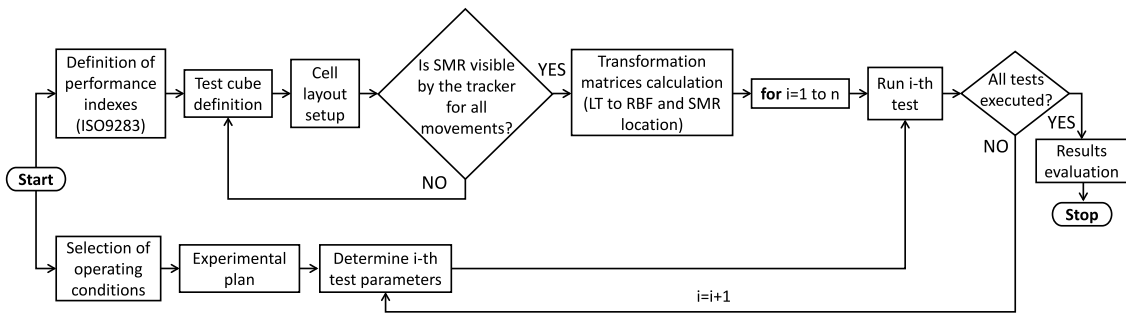 Start
Definition of
performance
indexes
(ISO9283)
Test cube
definition
Cell
layout
setup
Is SMR visible
by the tracker
for all
movements?
YES
NO
Transformation
matrices calculation
(LT to RBF and SMR
location)
for i=1 to n
Run i-th
test
All tests
executed?
YES
NO
Results
evaluation
Stop
Selection of
operating
conditions
Experimental
plan
Determine i-th
test parameters
i=i+1